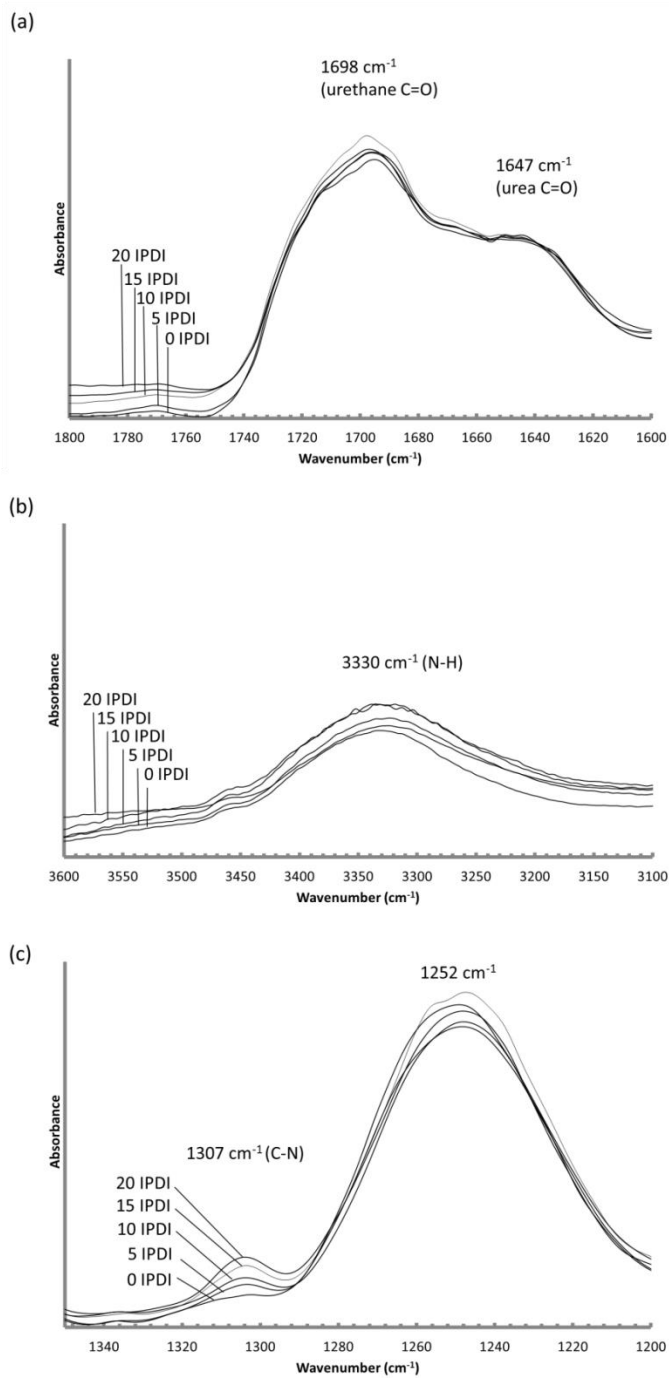 (a)
1698 cm⁻¹
(urethane C=O)
1647 cm⁻¹
(urea C=O)
Absorbance
20 IPDI
15 IPDI
10 IPDI
5 IPDI
0 IPDI
1800 1780 1760 1740 1720 1700 1680 1660 1640 1620 1600
Wavenumber (cm⁻¹)
(b)
3330 cm⁻¹ (N-H)
Absorbance
20 IPDI
15 IPDI
10 IPDI
5 IPDI
0 IPDI
3600 3550 3500 3450 3400 3350 3300 3250 3200 3150 3100
Wavenumber (cm⁻¹)
(c)
1252 cm⁻¹
Absorbance
1307 cm⁻¹ (C-N)
20 IPDI
15 IPDI
10 IPDI
5 IPDI
0 IPDI
1340 1320 1300 1280 1260 1240 1220 1200
Wavenumber (cm⁻¹)